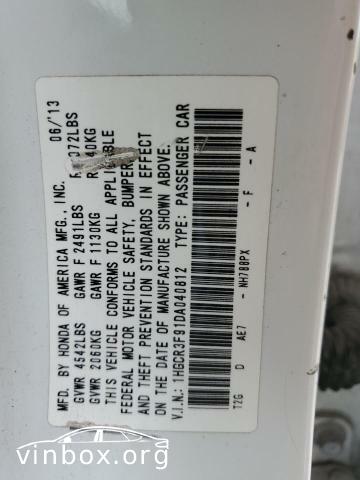 MFD. BY HONDA OF AMERICA MFG., INC. 06/'13
GVWR 4542LBS GAWR F 2491LBS
GVWR 2060KG GAWR F 1130KG
THIS VEHICLE CONFORMS TO ALL APPLICABLE
FEDERAL MOTOR VEHICLE SAFETY, BUMPER,
AND THEFT PREVENTION STANDARDS IN EFFECT
ON THE DATE OF MANUFACTURE SHOWN ABOVE.
V.I.N.: 1HGCR3F91DA040812 TYPE: PASSENGER CAR
T2G D AE7 - NH788PX - F - A
vinbox.org